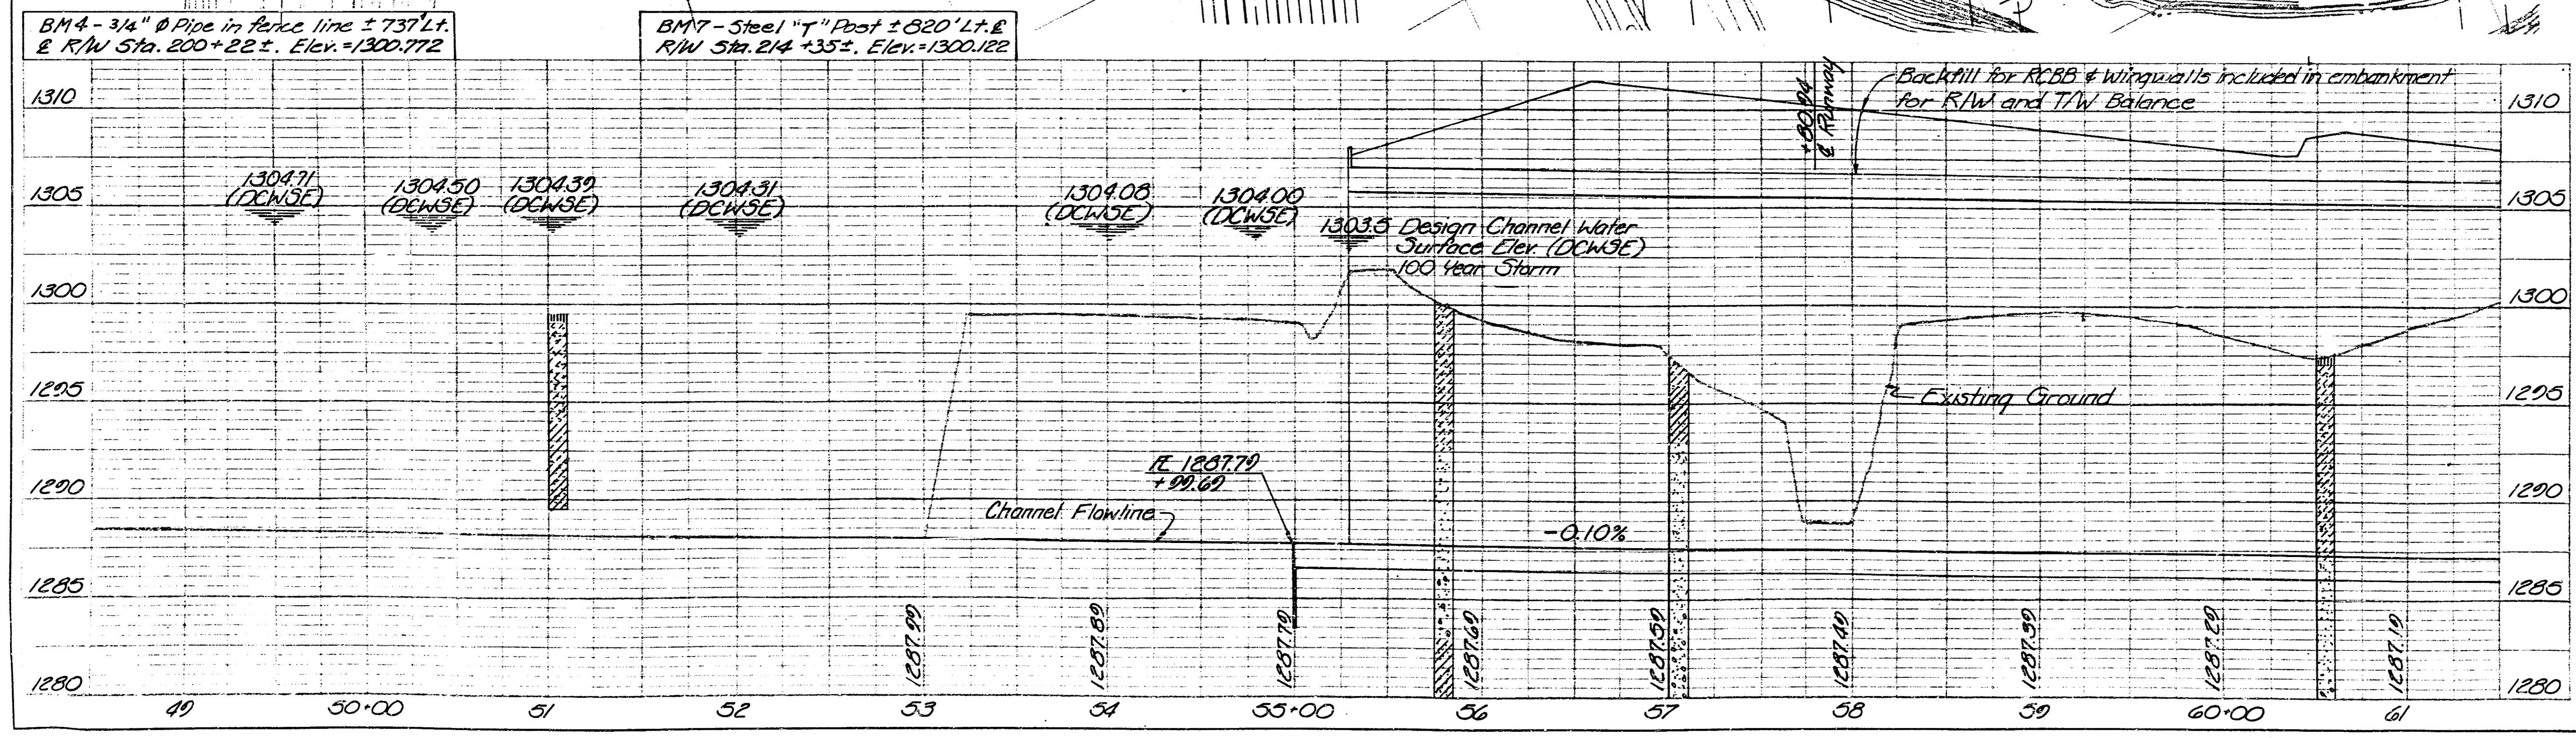 BM 4 - 3/4" φ Pipe in fence line ± 737' Lt.
℄ R/W Sta. 200+22±. Elev.=1300.772
BM 7 - Steel "T" Post ± 820' Lt. ℄
R/W Sta. 214+35±. Elev.=1300.122
Backfill for RCBB & Wingwalls included in embankment
for R/W and T/W Balance
+80.94
℄ Runway
1310
1310
1304.71
(DCWSE)
1304.50
(DCWSE)
1304.39
(DCWSE)
1304.31
(DCWSE)
1304.08
(DCWSE)
1304.00
(DCWSE)
1305
1305
1303.5 Design Channel Water
Surface Elev. (DCWSE)
100 Year Storm
1300
1300
1295
1295
Existing Ground
1287.79
+99.69
1290
1290
Channel Flowline
-0.10%
1285
1285
1287.99
1287.89
1287.79
1287.69
1287.59
1287.49
1287.39
1287.29
1287.19
1280
1280
49
50+00
51
52
53
54
55+00
56
57
58
59
60+00
61